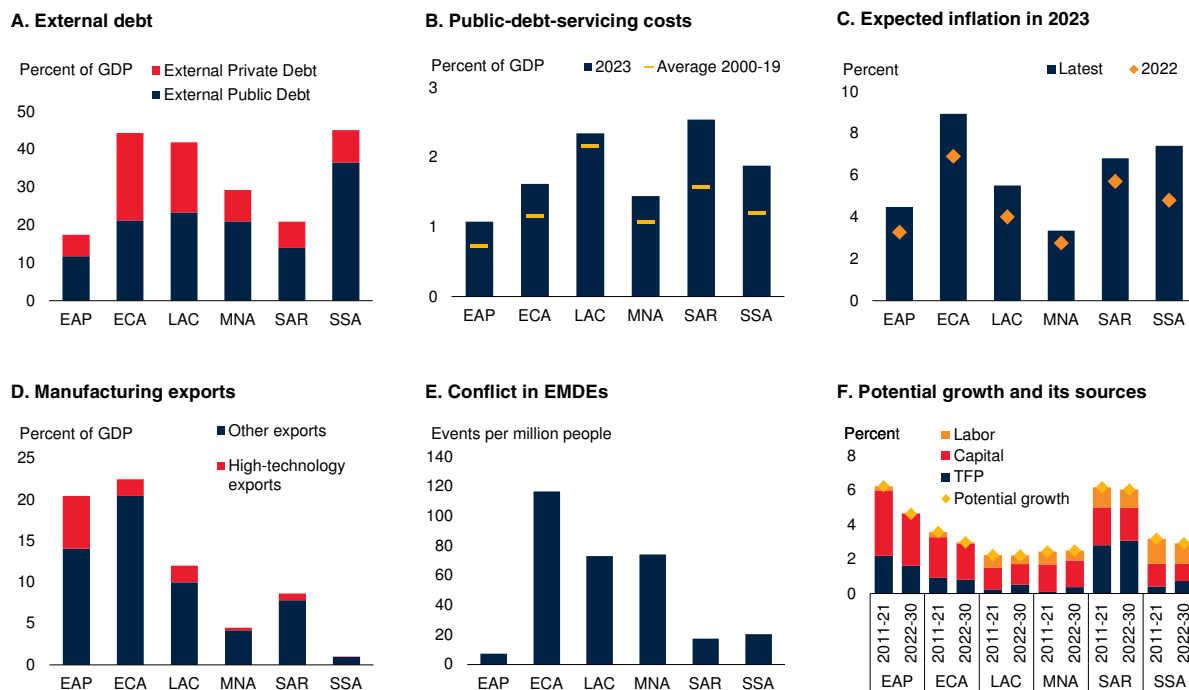 A. External debt
Percent of GDP
External Private Debt
External Public Debt
50
40
30
20
10
0
EAP ECA LAC MNA SAR SSA
B. Public-debt-servicing costs
Percent of GDP
2023 Average 2000-19
3
2
1
0
EAP ECA LAC MNA SAR SSA
C. Expected inflation in 2023
Percent
Latest 2022
10
8
6
4
2
0
EAP ECA LAC MNA SAR SSA
D. Manufacturing exports
Percent of GDP
Other exports
High-technology
exports
25
20
15
10
5
0
EAP ECA LAC MNA SAR SSA
E. Conflict in EMDEs
Events per million people
140
120
100
80
60
40
20
0
EAP ECA LAC MNA SAR SSA
F. Potential growth and its sources
Percent
Labor
Capital
TFP
Potential growth
8
6
4
2
0
2011-21 2022-30 2011-21 2022-30 2011-21 2022-30 2011-21 2022-30 2011-21 2022-30 2011-21 2022-30
EAP ECA LAC MNA SAR SSA